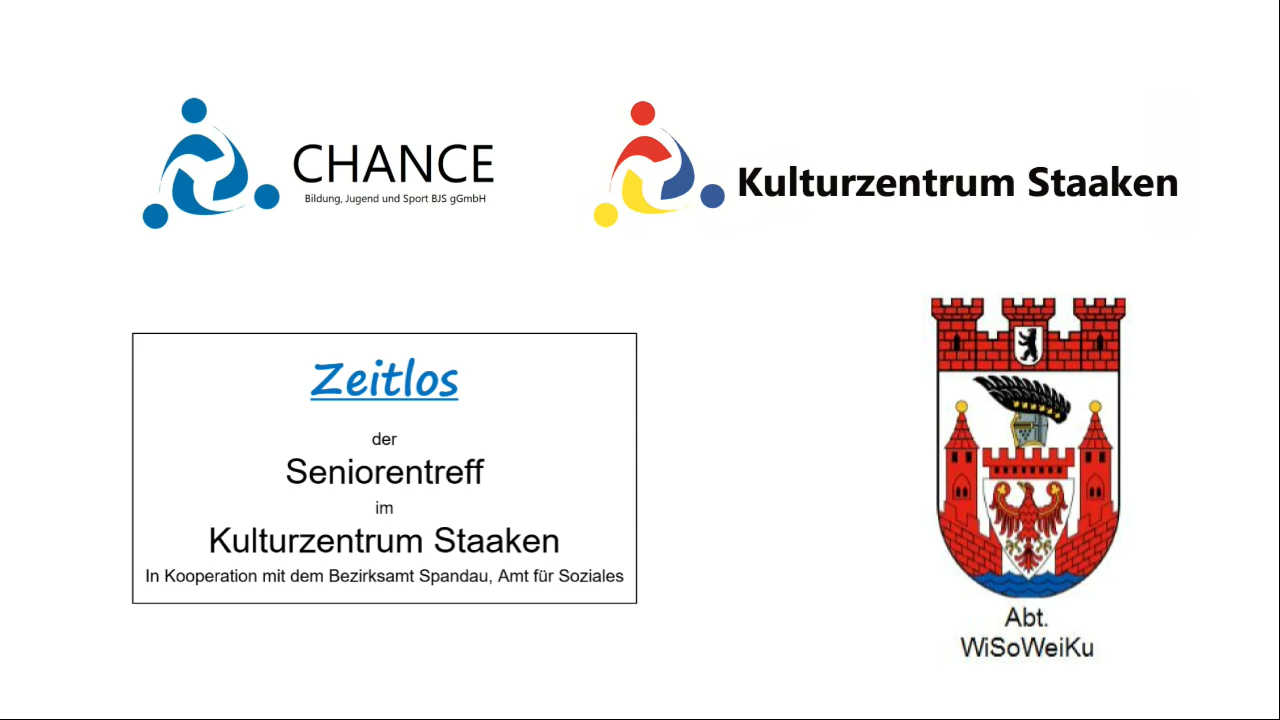 CHANCE
Bildung, Jugend und Sport BJS gGmbH
Kulturzentrum Staaken
Zeitlos
der
Seniorentreff
im
Kulturzentrum Staaken
In Kooperation mit dem Bezirksamt Spandau, Amt für Soziales
Abt.
WiSoWeiKu